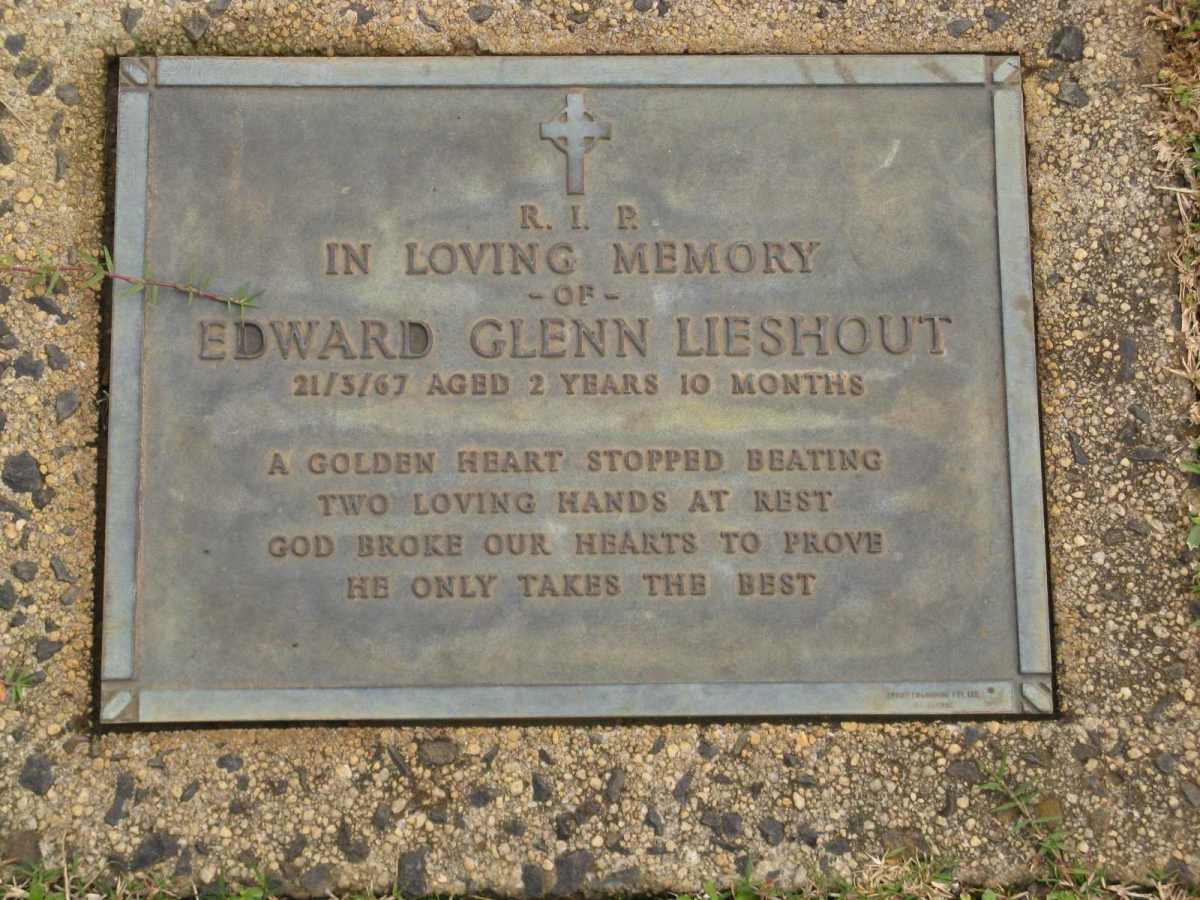 R. I. P.
IN LOVING MEMORY
- OF -
EDWARD GLENN LIESHOUT
21/3/67 AGED 2 YEARS 10 MONTHS
A GOLDEN HEART STOPPED BEATING
TWO LOVING HANDS AT REST
GOD BROKE OUR HEARTS TO PROVE
HE ONLY TAKES THE BEST